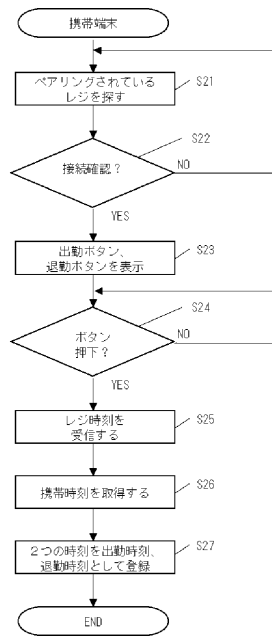 携帯端末
ペアリングされている
レジを探す
S21
接続確認？
S22
NO
YES
出勤ボタン、
退勤ボタンを表示
S23
ボタン
押下？
S24
NO
YES
レジ時刻を
受信する
S25
携帯時刻を取得する
S26
２つの時刻を出勤時刻、
退勤時刻として登録
S27
END